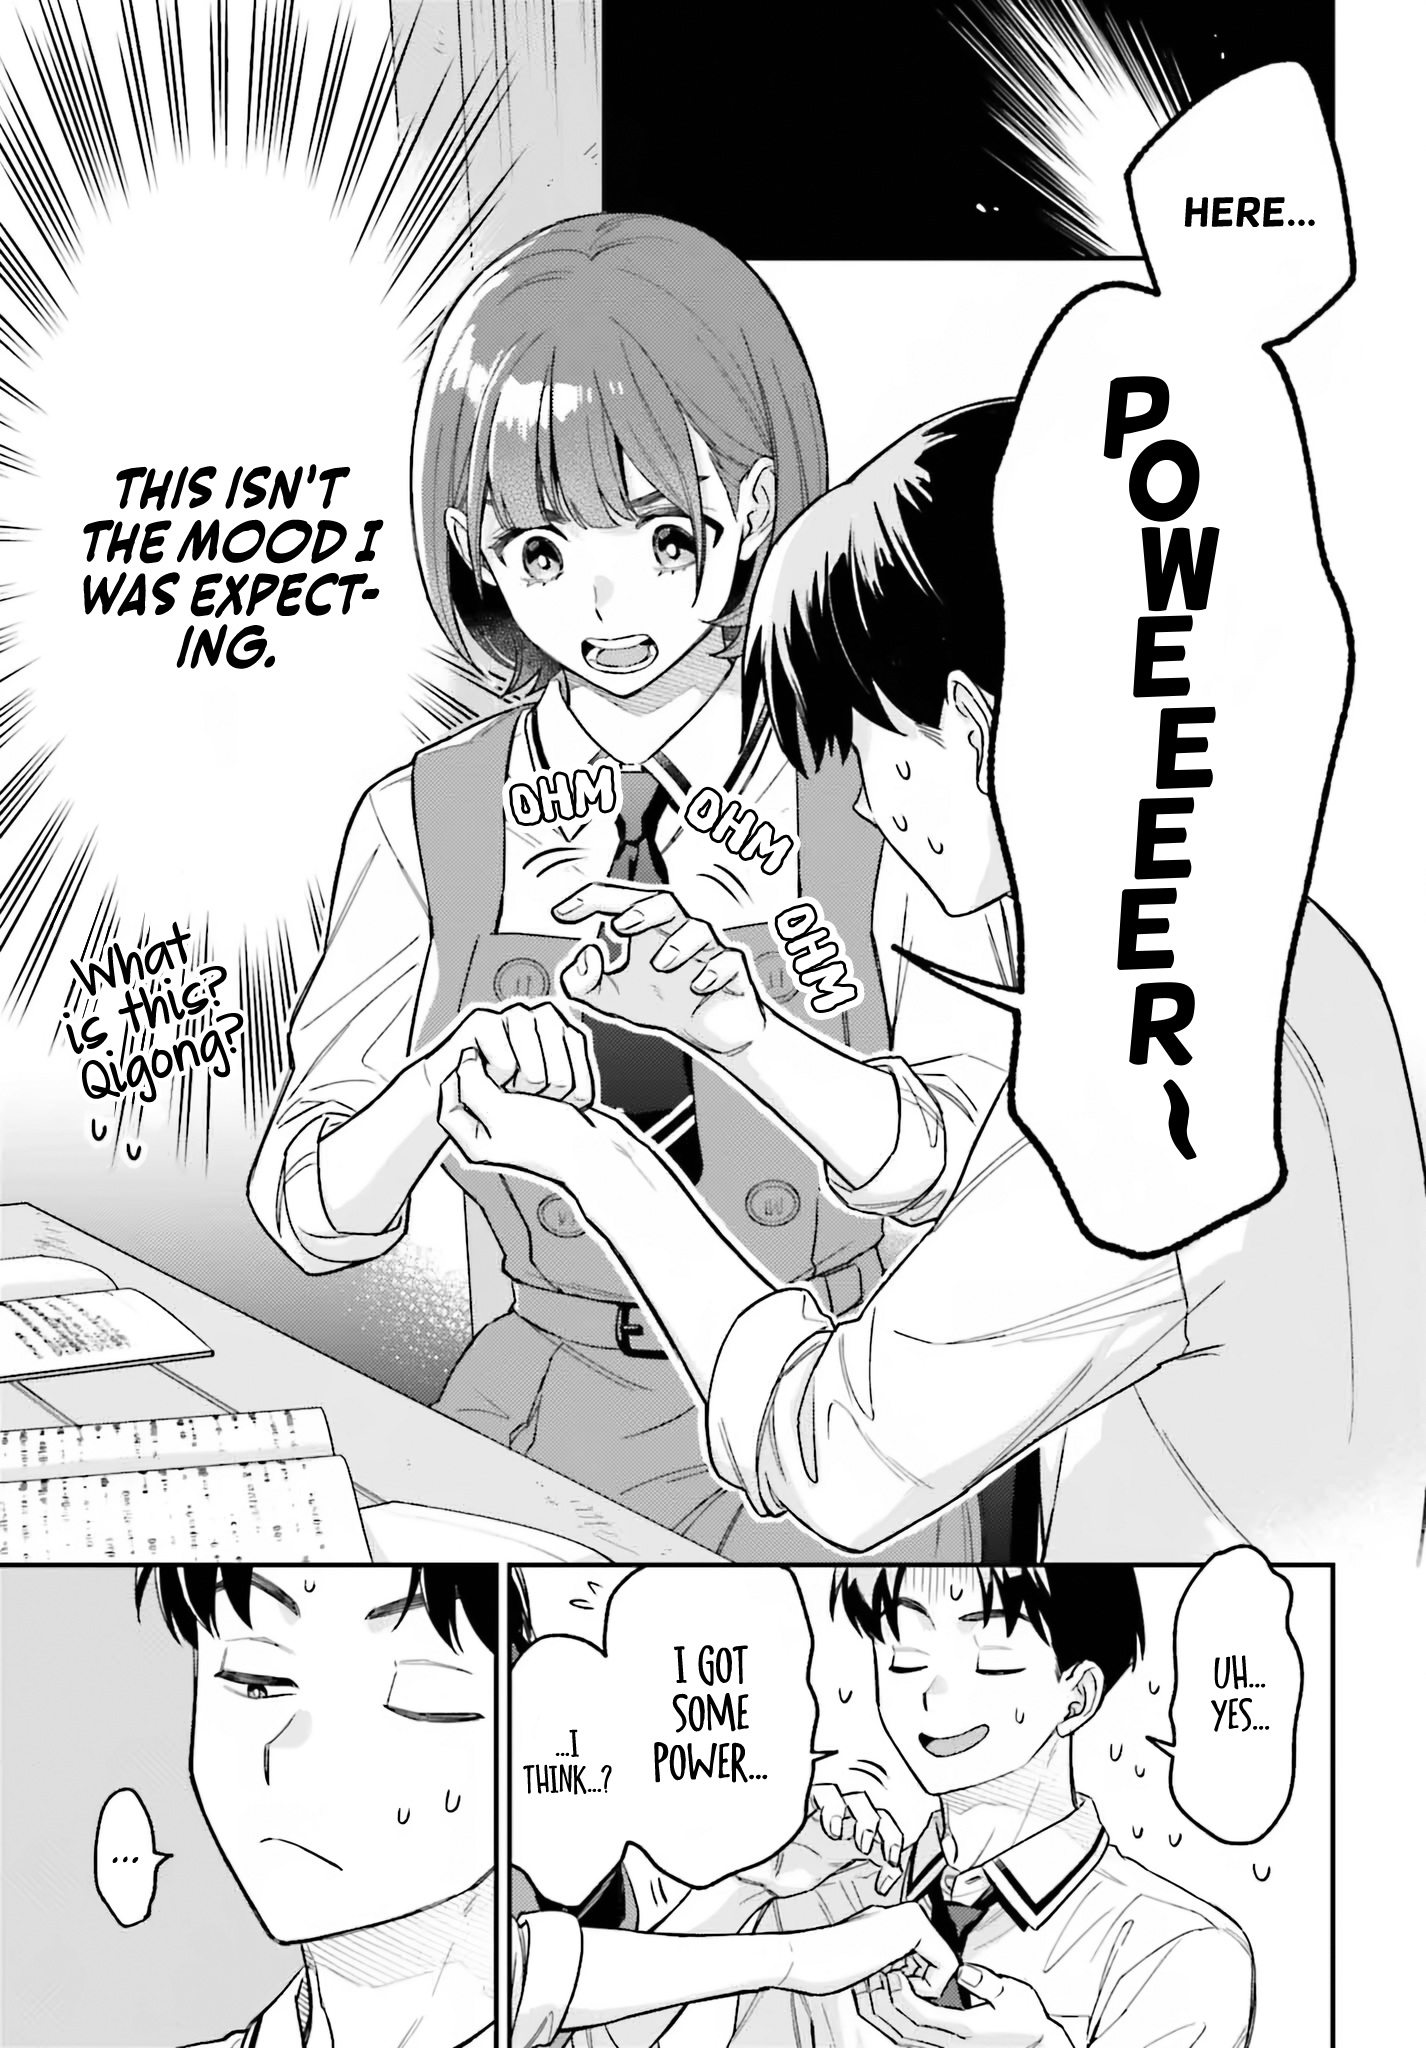 HERE...
POWEEEEER~
THIS ISN'T
THE MOOD I
WAS EXPECT-
ING.
OHM
OHM
OHM
What
is this?
Qigong?
UH...
YES...
I GOT
SOME
POWER...
...I
THINK...?
...